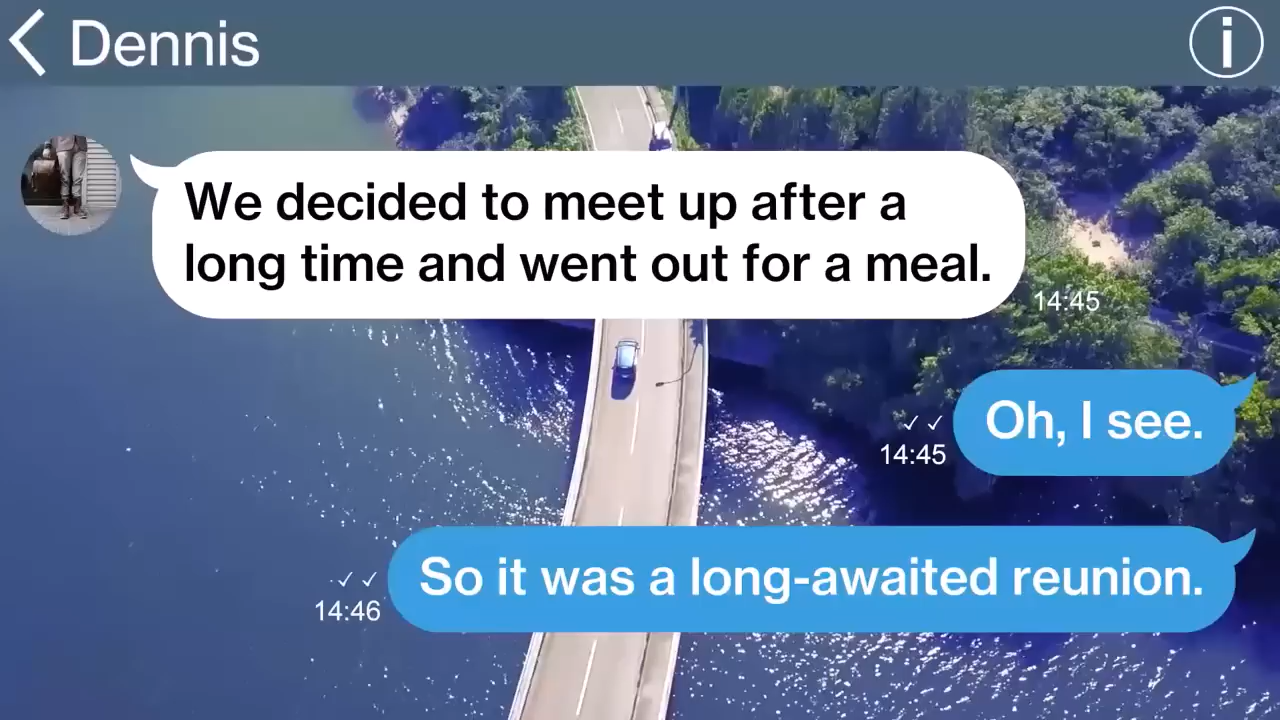 Dennis
We decided to meet up after a
long time and went out for a meal.
14:45
Oh, I see.
14:45
So it was a long-awaited reunion.
14:46